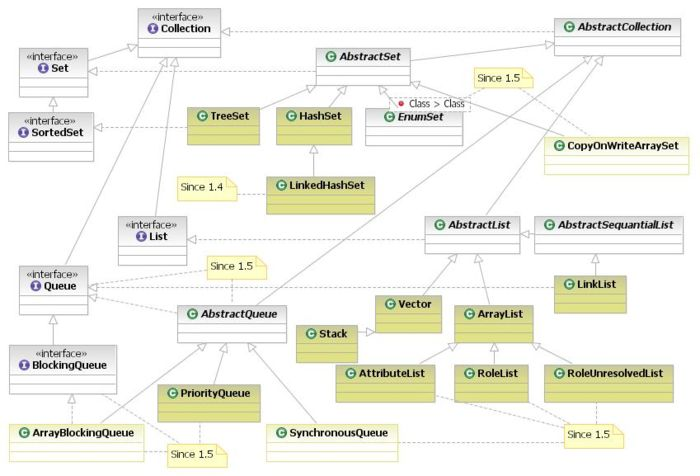 «interface»
Collection
AbstractCollection
«interface»
Set
AbstractSet
Since 1.5
Class > Class
«interface»
SortedSet
TreeSet
HashSet
EnumSet
CopyOnWriteArraySet
Since 1.4
LinkedHashSet
«interface»
List
AbstractList
AbstractSequantialList
«interface»
Queue
Since 1.5
LinkList
AbstractQueue
Vector
ArrayList
Stack
«interface»
BlockingQueue
AttributeList
RoleList
RoleUnresolvedList
PriorityQueue
ArrayBlockingQueue
Since 1.5
SynchronousQueue
Since 1.5